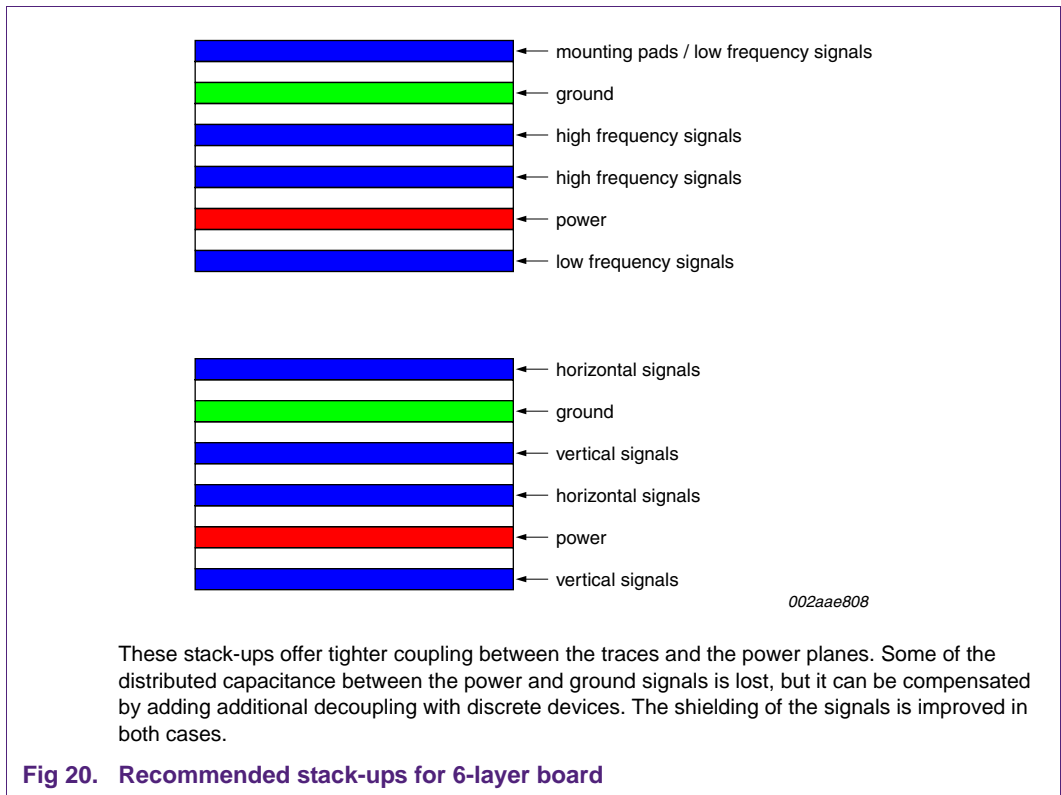 mounting pads / low frequency signals
ground
high frequency signals
high frequency signals
power
low frequency signals
horizontal signals
ground
vertical signals
horizontal signals
power
vertical signals
002aae808
These stack-ups offer tighter coupling between the traces and the power planes. Some of the
distributed capacitance between the power and ground signals is lost, but it can be compensated
by adding additional decoupling with discrete devices. The shielding of the signals is improved in
both cases.
Fig 20. Recommended stack-ups for 6-layer board